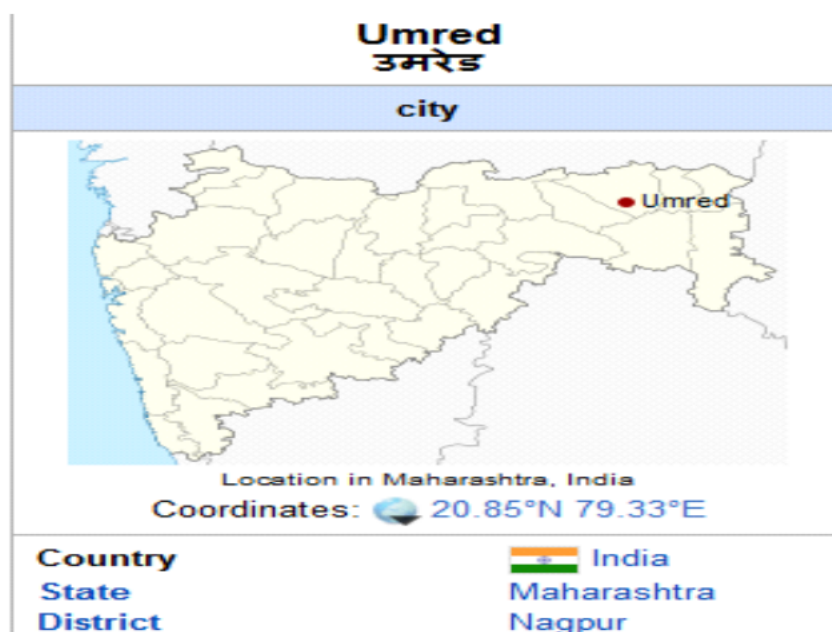 Umred
उमरेड
city
Umred
Location in Maharashtra, India
Coordinates: 20.85°N 79.33°E
Country India
State Maharashtra
District Nagpur